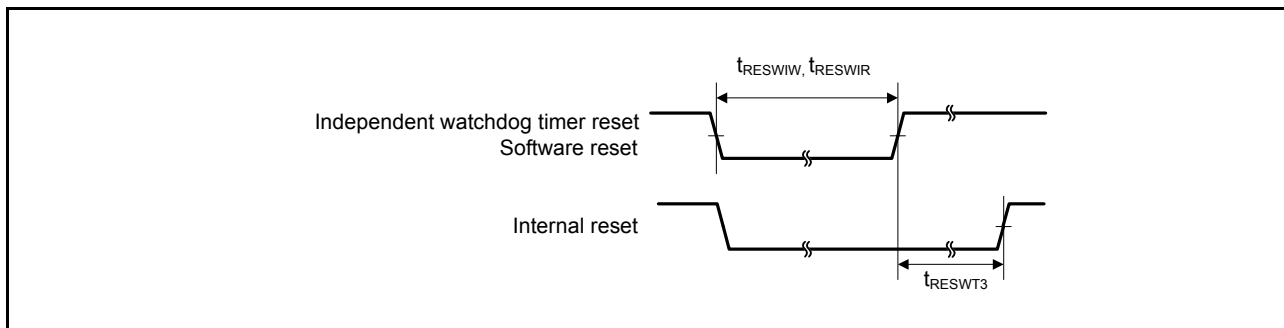 tRESWIW, tRESWIR
Independent watchdog timer reset
Software reset
Internal reset
tRESWT3